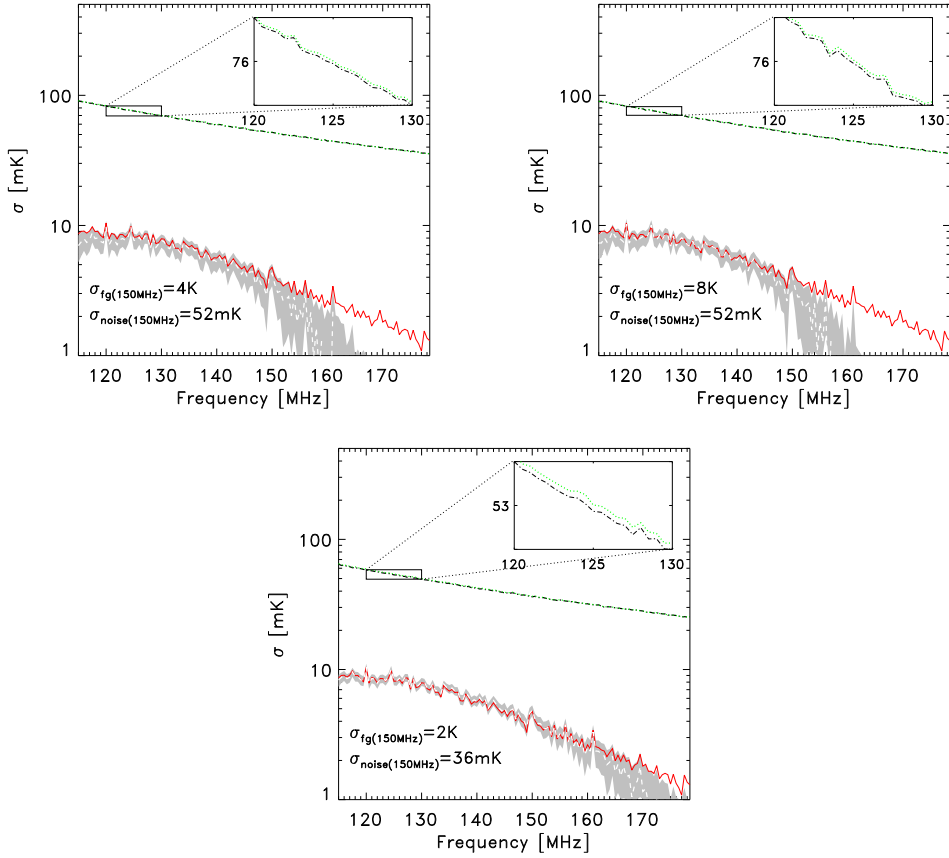 76
120 125 130
100
10
1
σ [mK]
σfg(150MHz)=4K
σnoise(150MHz)=52mK
120 130 140 150 160 170
Frequency [MHz]
76
120 125 130
100
10
1
σ [mK]
σfg(150MHz)=8K
σnoise(150MHz)=52mK
120 130 140 150 160 170
Frequency [MHz]
53
120 125 130
100
10
1
σ [mK]
σfg(150MHz)=2K
σnoise(150MHz)=36mK
120 130 140 150 160 170
Frequency [MHz]